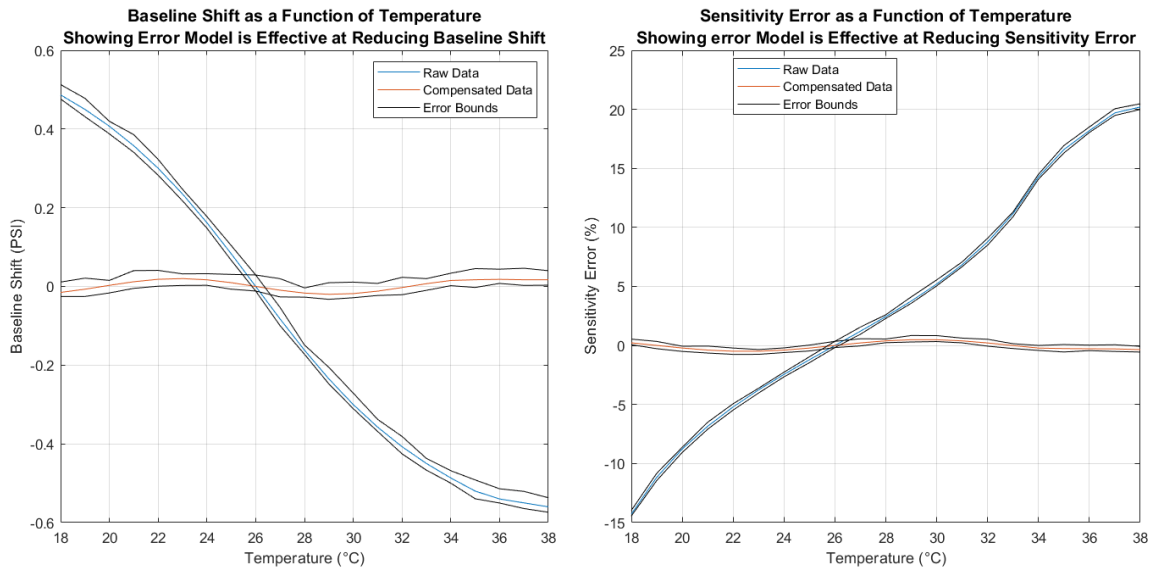 Baseline Shift as a Function of Temperature
Showing Error Model is Effective at Reducing Baseline Shift
0.6
0.4
0.2
0
-0.2
-0.4
-0.6
Baseline Shift (PSI)
Raw Data
Compensated Data
Error Bounds
18 20 22 24 26 28 30 32 34 36 38
Temperature (°C)
Sensitivity Error as a Function of Temperature
Showing error Model is Effective at Reducing Sensitivity Error
25
20
15
10
5
0
-5
-10
-15
Sensitivity Error (%)
Raw Data
Compensated Data
Error Bounds
18 20 22 24 26 28 30 32 34 36 38
Temperature (°C)